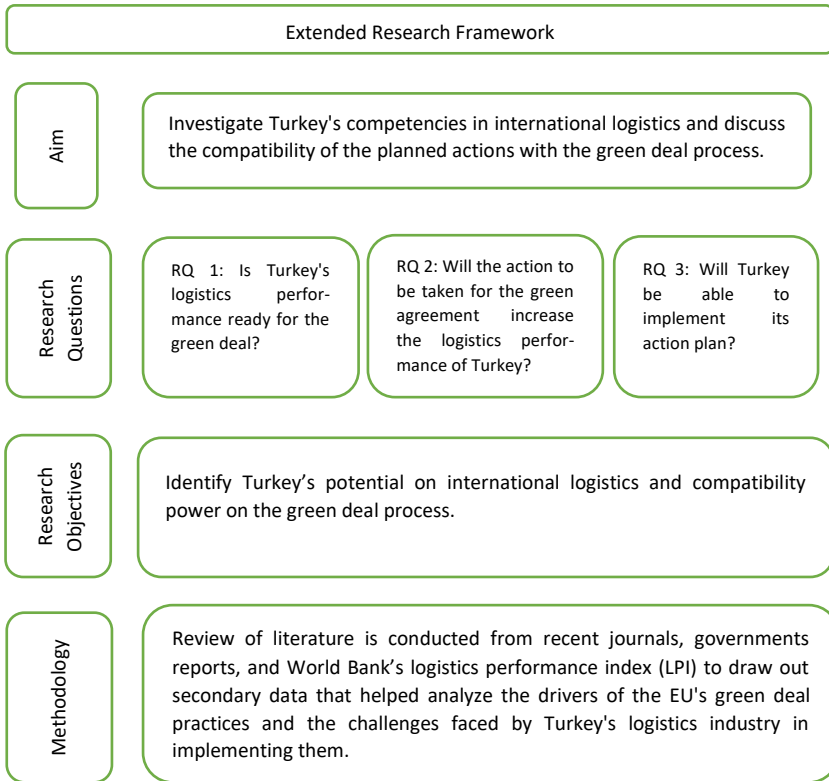 Extended Research Framework
Aim
Investigate Turkey's competencies in international logistics and discuss
the compatibility of the planned actions with the green deal process.
Research
Questions
RQ 1: Is Turkey's
logistics perfor-
mance ready for the
green deal?
RQ 2: Will the action to
be taken for the green
agreement increase
the logistics perfor-
mance of Turkey?
RQ 3: Will Turkey
be able to
implement its
action plan?
Research
Objectives
Identify Turkey’s potential on international logistics and compatibility
power on the green deal process.
Methodology
Review of literature is conducted from recent journals, governments
reports, and World Bank’s logistics performance index (LPI) to draw out
secondary data that helped analyze the drivers of the EU's green deal
practices and the challenges faced by Turkey's logistics industry in
implementing them.